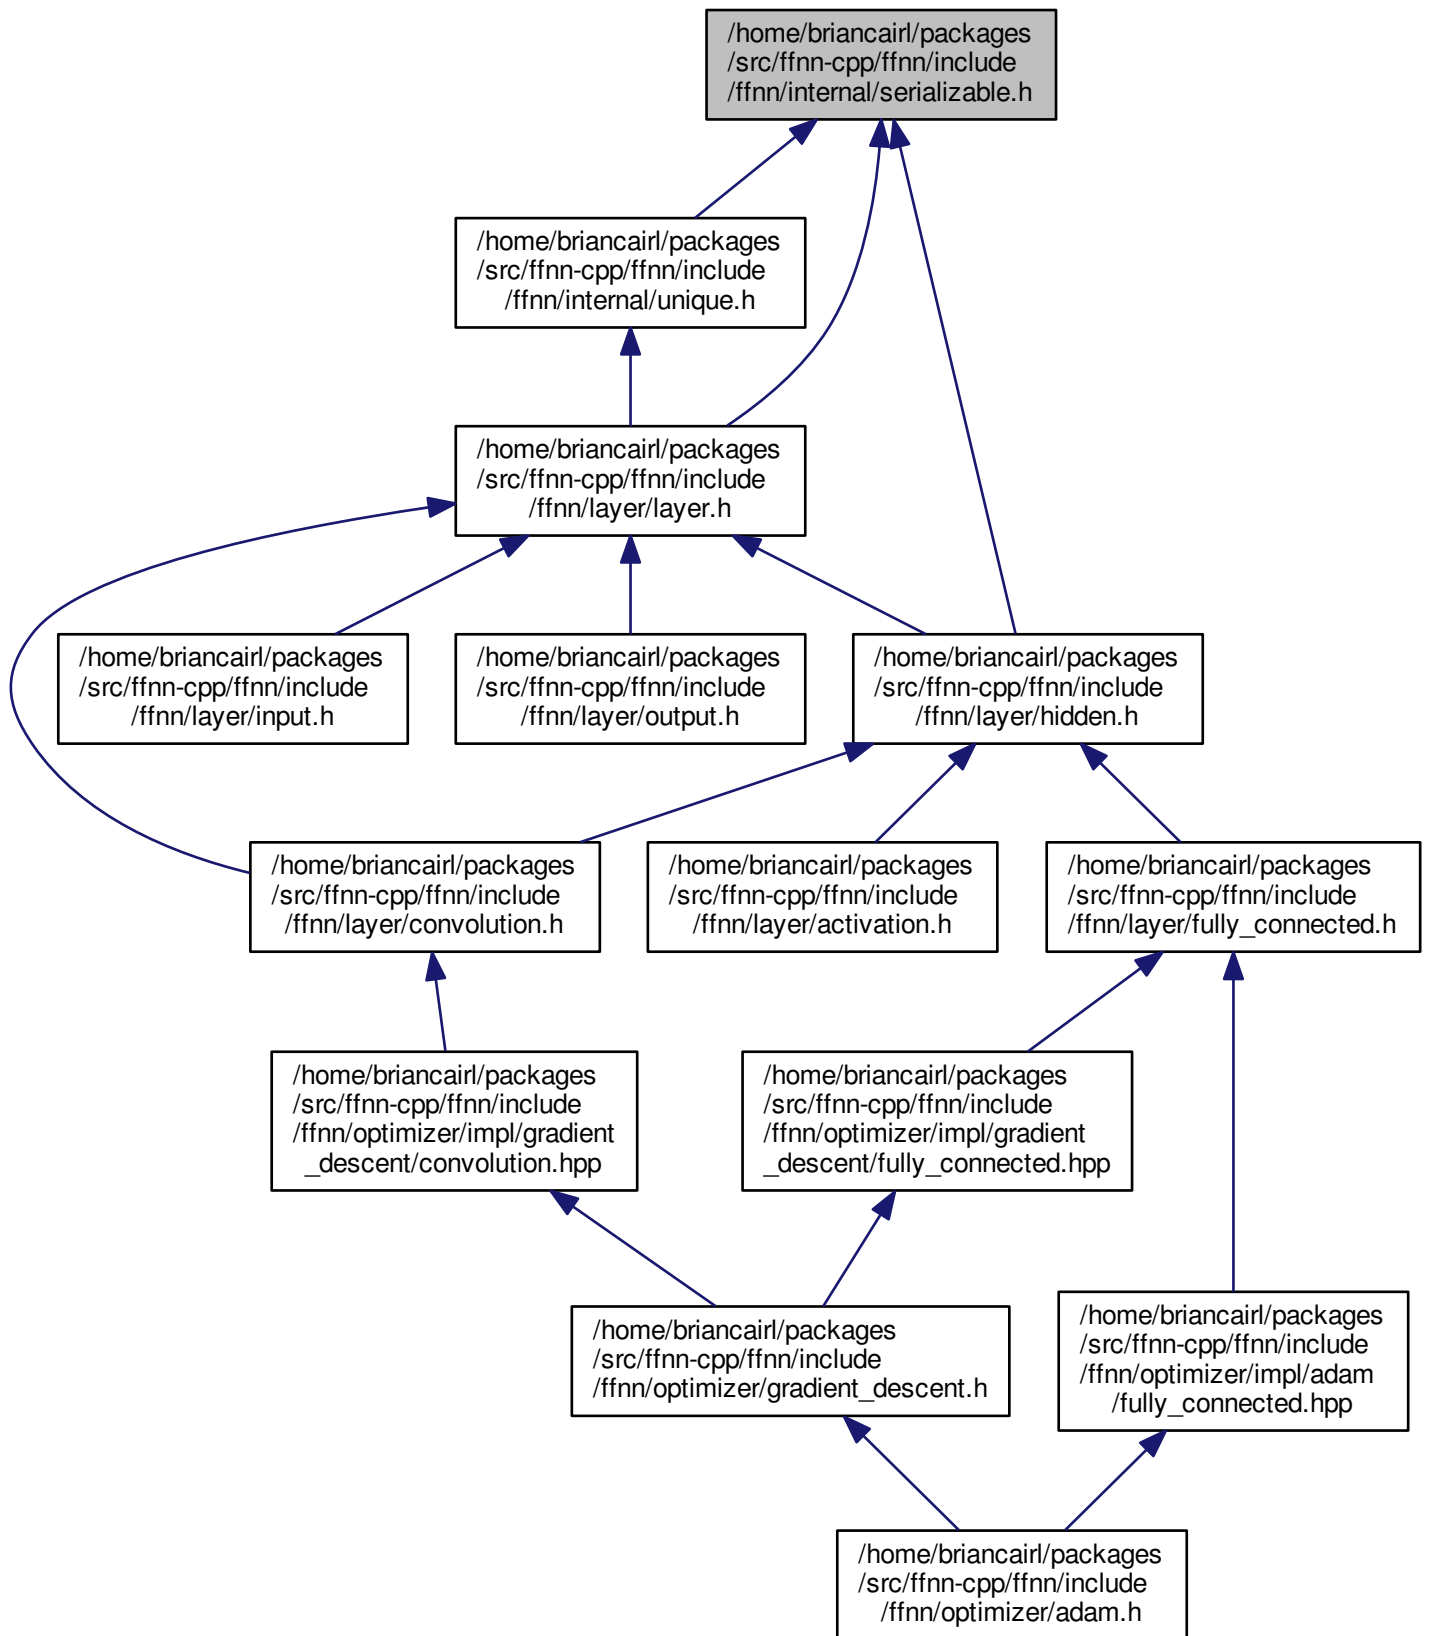 /home/briancairl/packages
/src/ffnn-cpp/ffnn/include
/ffnn/internal/serializable.h
/home/briancairl/packages
/src/ffnn-cpp/ffnn/include
/ffnn/internal/unique.h
/home/briancairl/packages
/src/ffnn-cpp/ffnn/include
/ffnn/layer/layer.h
/home/briancairl/packages
/src/ffnn-cpp/ffnn/include
/ffnn/layer/input.h
/home/briancairl/packages
/src/ffnn-cpp/ffnn/include
/ffnn/layer/output.h
/home/briancairl/packages
/src/ffnn-cpp/ffnn/include
/ffnn/layer/hidden.h
/home/briancairl/packages
/src/ffnn-cpp/ffnn/include
/ffnn/layer/convolution.h
/home/briancairl/packages
/src/ffnn-cpp/ffnn/include
/ffnn/layer/activation.h
/home/briancairl/packages
/src/ffnn-cpp/ffnn/include
/ffnn/layer/fully_connected.h
/home/briancairl/packages
/src/ffnn-cpp/ffnn/include
/ffnn/optimizer/impl/gradient
_descent/convolution.hpp
/home/briancairl/packages
/src/ffnn-cpp/ffnn/include
/ffnn/optimizer/impl/gradient
_descent/fully_connected.hpp
/home/briancairl/packages
/src/ffnn-cpp/ffnn/include
/ffnn/optimizer/gradient_descent.h
/home/briancairl/packages
/src/ffnn-cpp/ffnn/include
/ffnn/optimizer/impl/adam
/fully_connected.hpp
/home/briancairl/packages
/src/ffnn-cpp/ffnn/include
/ffnn/optimizer/adam.h